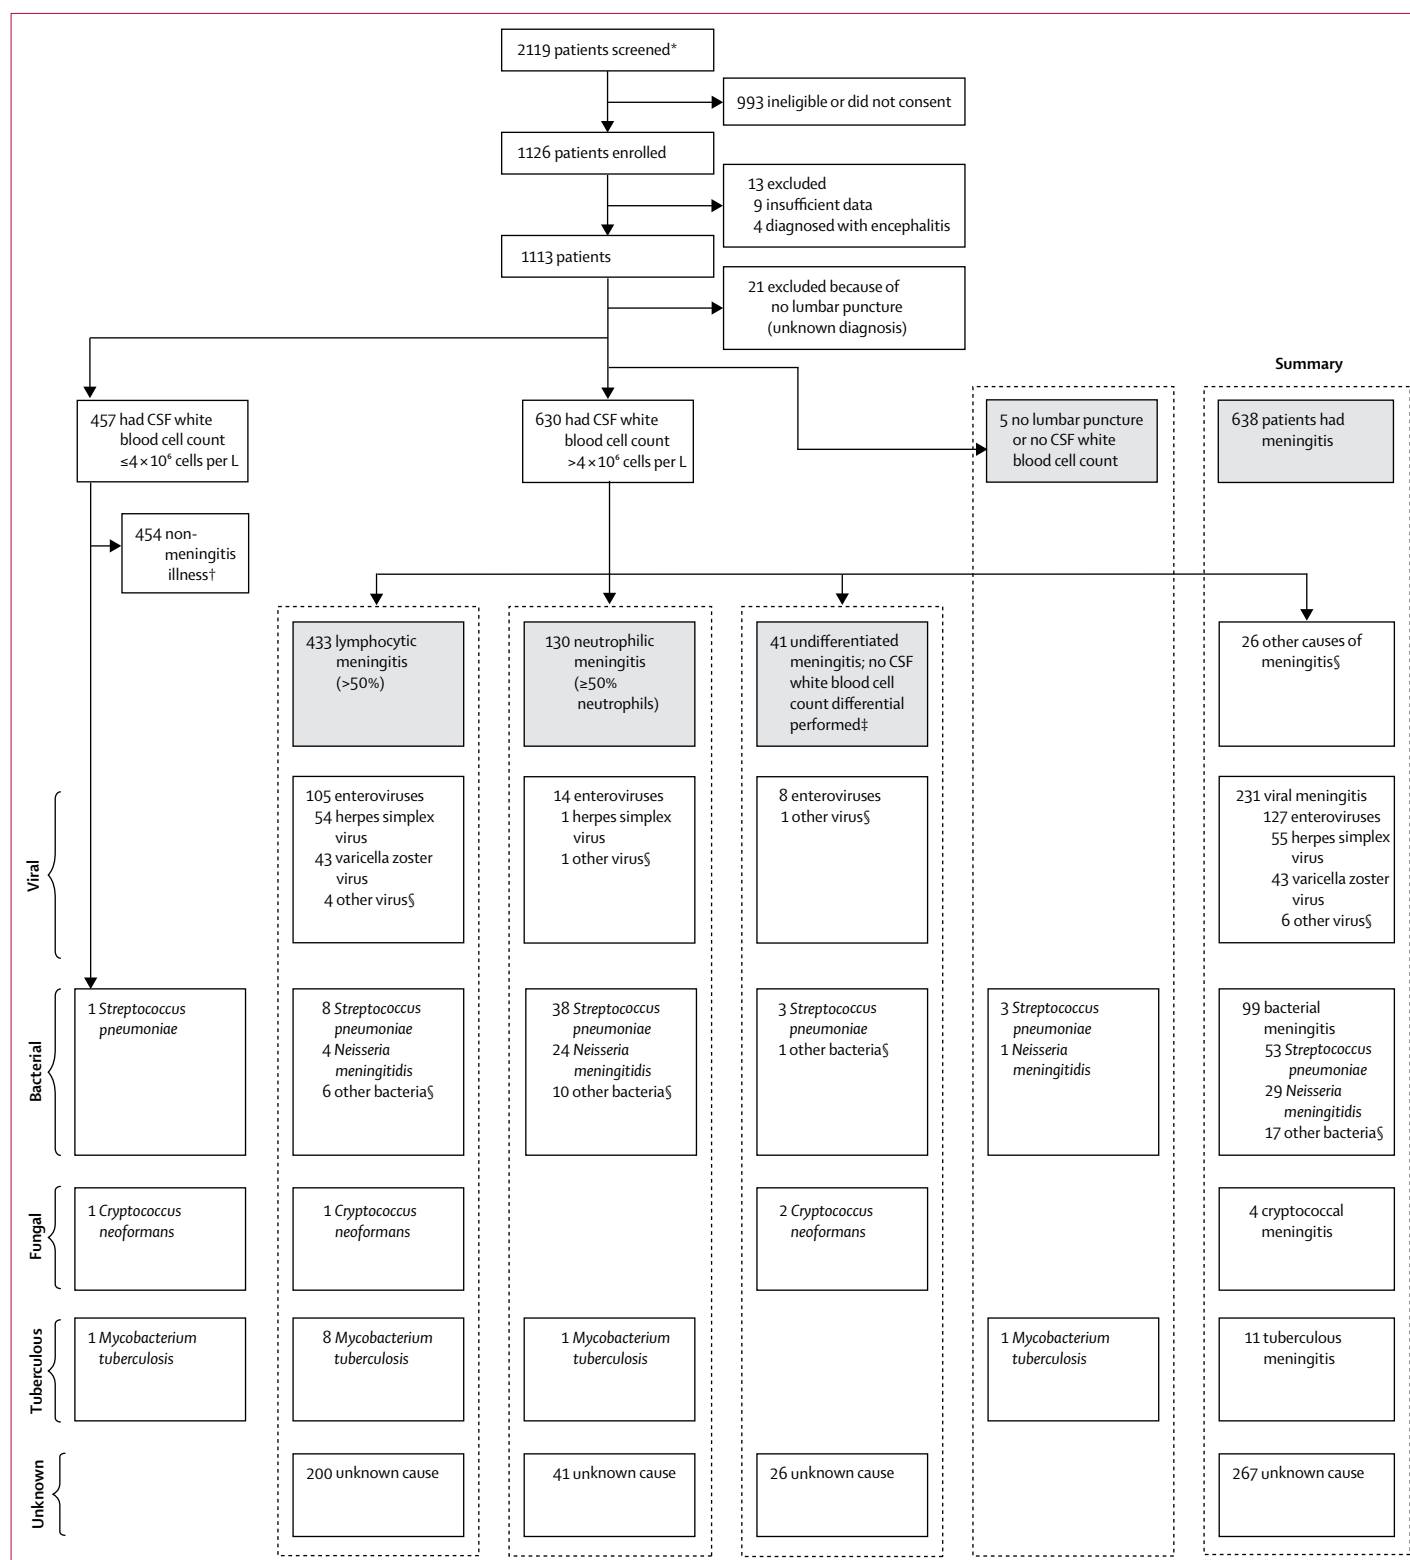 2119 patients screened*
993 ineligible or did not consent
1126 patients enrolled
13 excluded
9 insufficient data
4 diagnosed with encephalitis
1113 patients
21 excluded because of
no lumbar puncture
(unknown diagnosis)
Summary
457 had CSF white
blood cell count
≤4 × 10⁶ cells per L
630 had CSF white
blood cell count
>4 × 10⁶ cells per L
5 no lumbar puncture
or no CSF white
blood cell count
638 patients had
meningitis
454 non-
meningitis
illness†
433 lymphocytic
meningitis
(>50%)
130 neutrophilic
meningitis
(≥50%
neutrophils)
41 undifferentiated
meningitis; no CSF
white blood cell
count differential
performed‡
26 other causes of
meningitis§
Viral
105 enteroviruses
54 herpes simplex
virus
43 varicella zoster
virus
4 other virus§
14 enteroviruses
1 herpes simplex
virus
1 other virus§
8 enteroviruses
1 other virus§
231 viral meningitis
127 enteroviruses
55 herpes simplex
virus
43 varicella zoster
virus
6 other virus§
Bacterial
1 Streptococcus
pneumoniae
8 Streptococcus
pneumoniae
4 Neisseria
meningitidis
6 other bacteria§
38 Streptococcus
pneumoniae
24 Neisseria
meningitidis
10 other bacteria§
3 Streptococcus
pneumoniae
1 other bacteria§
3 Streptococcus
pneumoniae
1 Neisseria
meningitidis
99 bacterial
meningitis
53 Streptococcus
pneumoniae
29 Neisseria
meningitidis
17 other bacteria§
Fungal
1 Cryptococcus
neoformans
1 Cryptococcus
neoformans
2 Cryptococcus
neoformans
4 cryptococcal
meningitis
Tuberculous
1 Mycobacterium
tuberculosis
8 Mycobacterium
tuberculosis
1 Mycobacterium
tuberculosis
1 Mycobacterium
tuberculosis
11 tuberculous
meningitis
Unknown
200 unknown cause
41 unknown cause
26 unknown cause
267 unknown cause